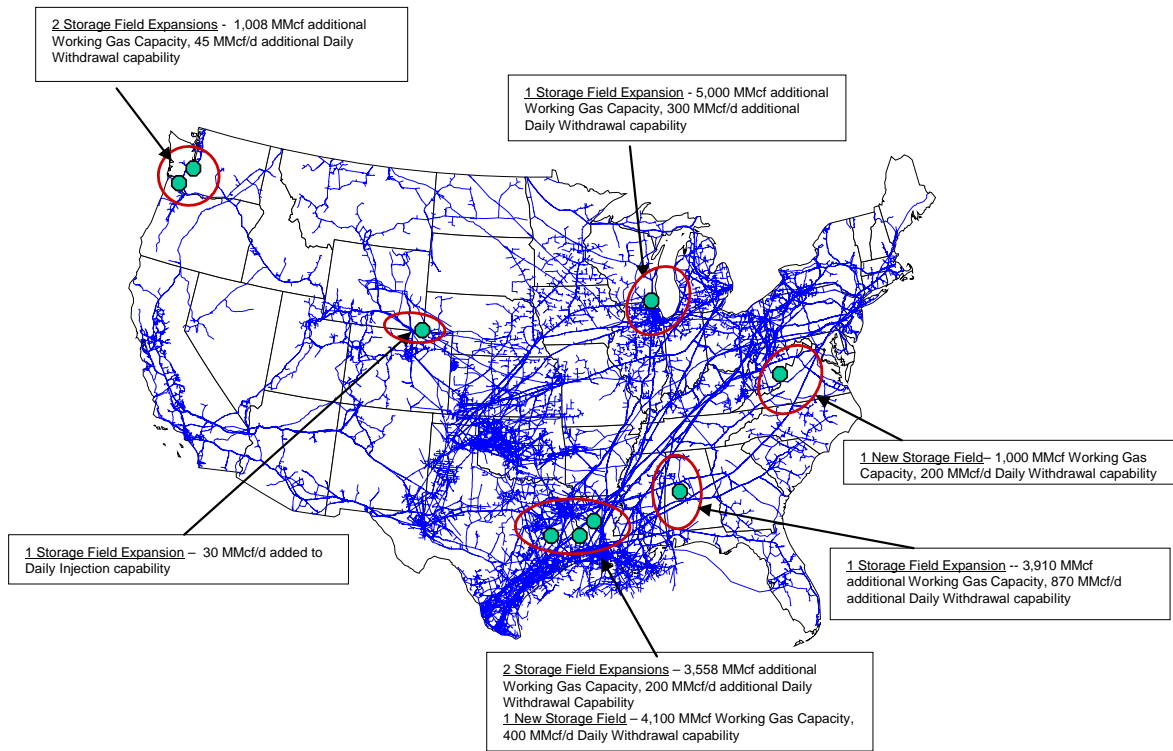 2 Storage Field Expansions - 1,008 MMcf additional
Working Gas Capacity, 45 MMcf/d additional Daily
Withdrawal capability
1 Storage Field Expansion - 5,000 MMcf additional
Working Gas Capacity, 300 MMcf/d additional
Daily Withdrawal capability
1 New Storage Field– 1,000 MMcf Working Gas
Capacity, 200 MMcf/d Daily Withdrawal capability
1 Storage Field Expansion – 30 MMcf/d added to
Daily Injection capability
1 Storage Field Expansion -- 3,910 MMcf
additional Working Gas Capacity, 870 MMcf/d
additional Daily Withdrawal capability
2 Storage Field Expansions – 3,558 MMcf additional
Working Gas Capacity, 200 MMcf/d additional Daily
Withdrawal Capability
1 New Storage Field – 4,100 MMcf Working Gas Capacity,
400 MMcf/d Daily Withdrawal capability